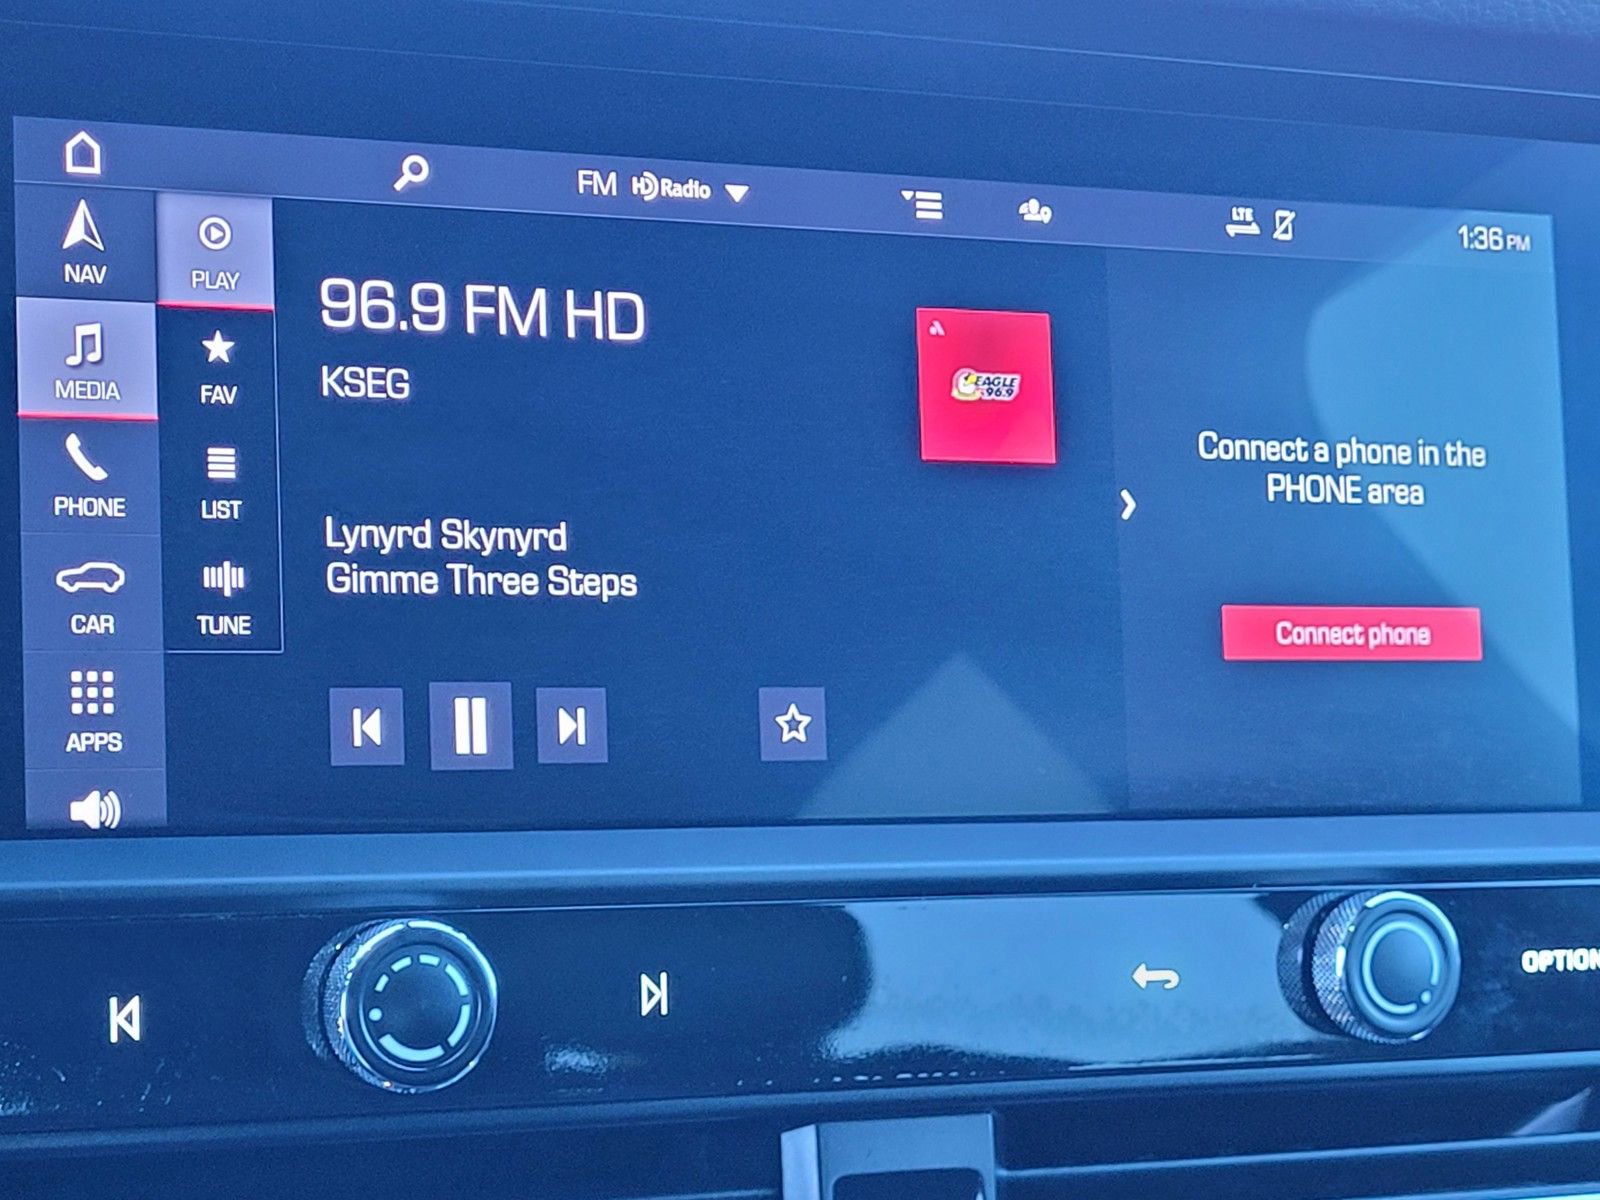 FM HD Radio
LTE
1:36 PM
NAV
PLAY
MEDIA
FAV
PHONE
LIST
CAR
TUNE
APPS
96.9 FM HD
KSEG
EAGLE
96.9
Lynyrd Skynyrd
Gimme Three Steps
Connect a phone in the
PHONE area
Connect phone
OPTION